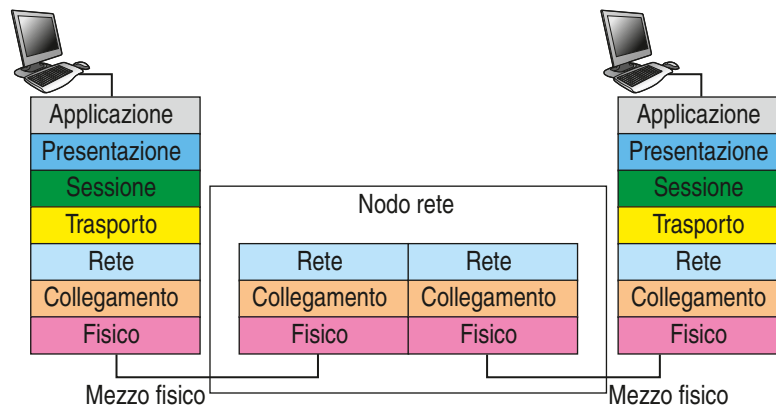 Applicazione
Presentazione
Sessione
Trasporto
Rete
Collegamento
Fisico
Mezzo fisico
Nodo rete
Rete Rete
Collegamento Collegamento
Fisico Fisico
Applicazione
Presentazione
Sessione
Trasporto
Rete
Collegamento
Fisico
Mezzo fisico